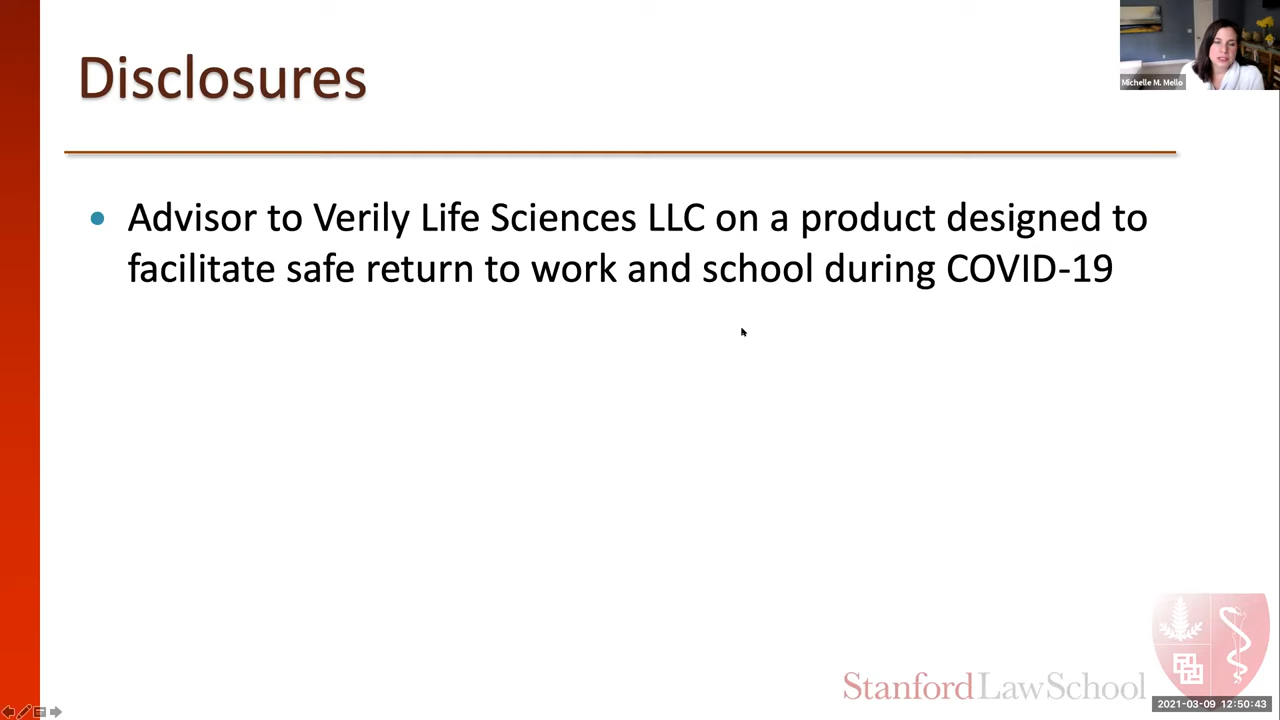 Disclosures
Michelle M. Mello
• Advisor to Verily Life Sciences LLC on a product designed to
facilitate safe return to work and school during COVID-19
Stanford Law School
2021-03-09 12:50:43